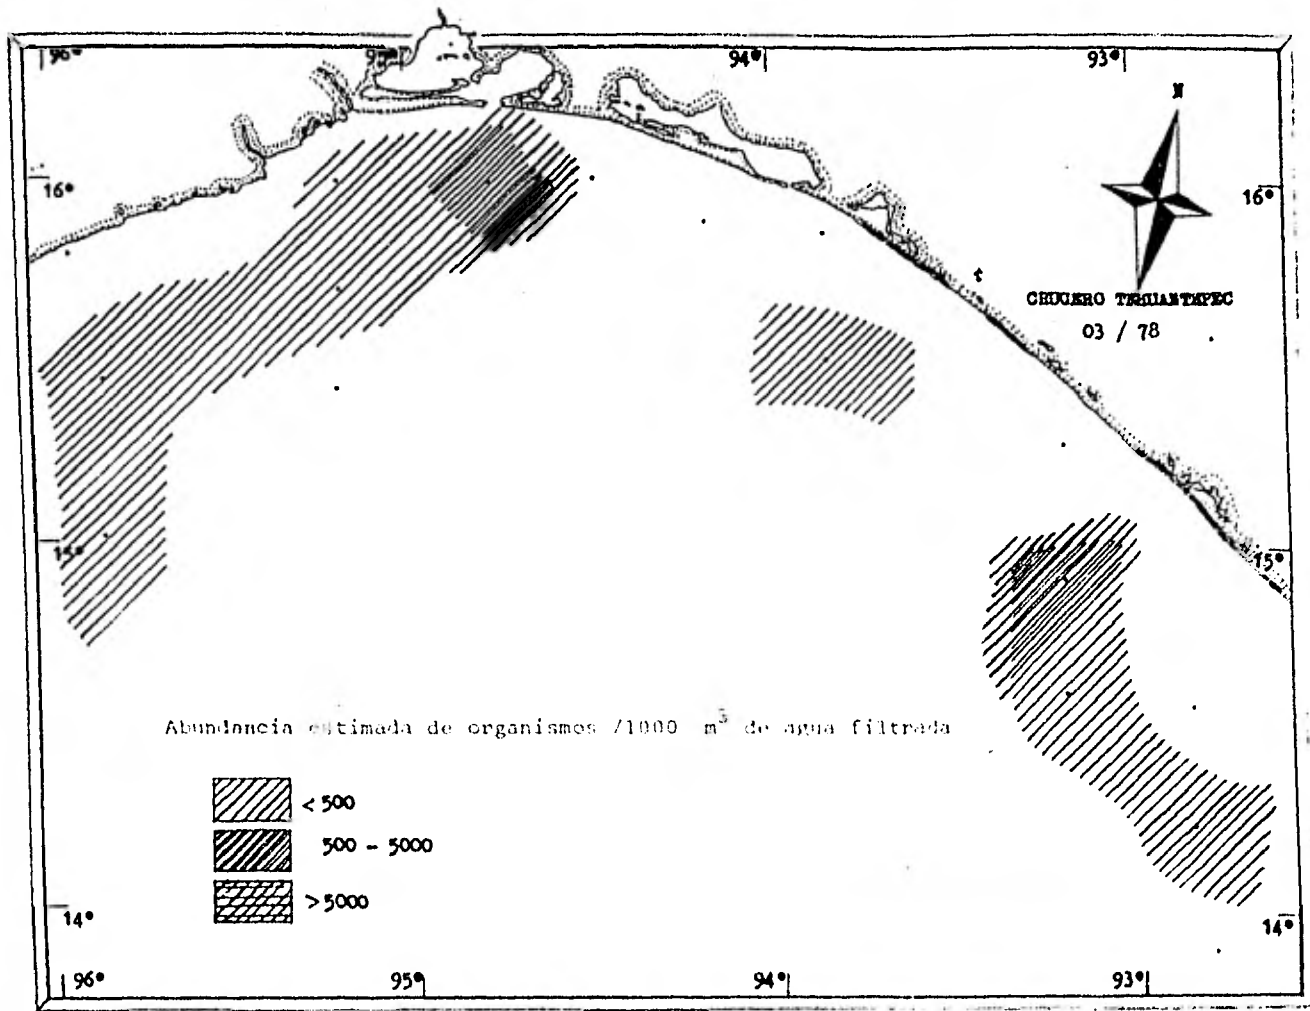 96° 95° 94° 93°
N
16° 16°
CRUCERO TEHUANTEPEC
03 / 78
15° 15°
Abundancia estimada de organismos /1000 m³ de agua filtrada
< 500
500 - 5000
> 5000
14° 14°
96° 95° 94° 93°